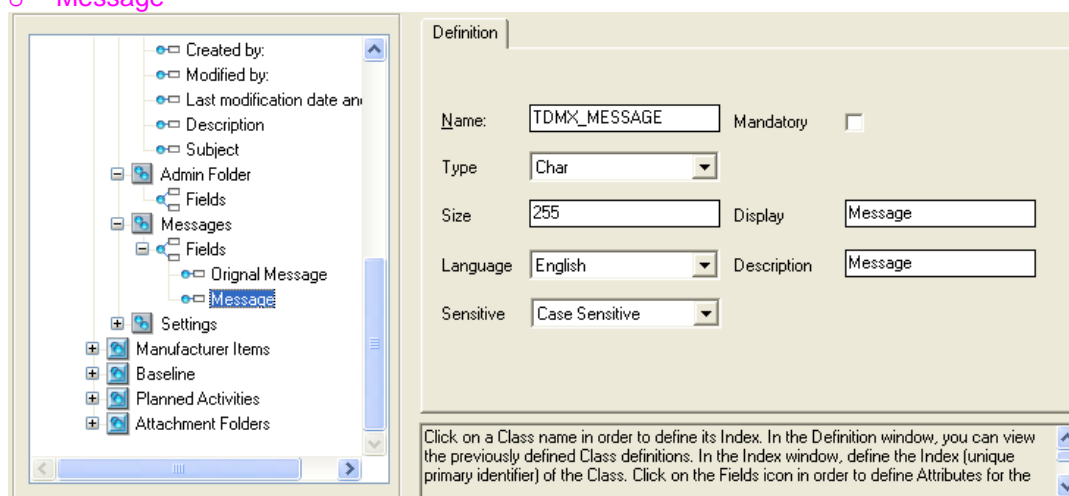 o Message
Created by:
Modified by:
Last modification date an
Description
Subject
Admin Folder
Fields
Messages
Fields
Orignal Message
Message
Settings
Manufacturer Items
Baseline
Planned Activities
Attachment Folders
Definition
Name: TDMX_MESSAGE Mandatory
Type Char
Size 255 Display Message
Language English Description Message
Sensitive Case Sensitive
Click on a Class name in order to define its Index. In the Definition window, you can view
the previously defined Class definitions. In the Index window, define the Index (unique
primary identifier) of the Class. Click on the Fields icon in order to define Attributes for the